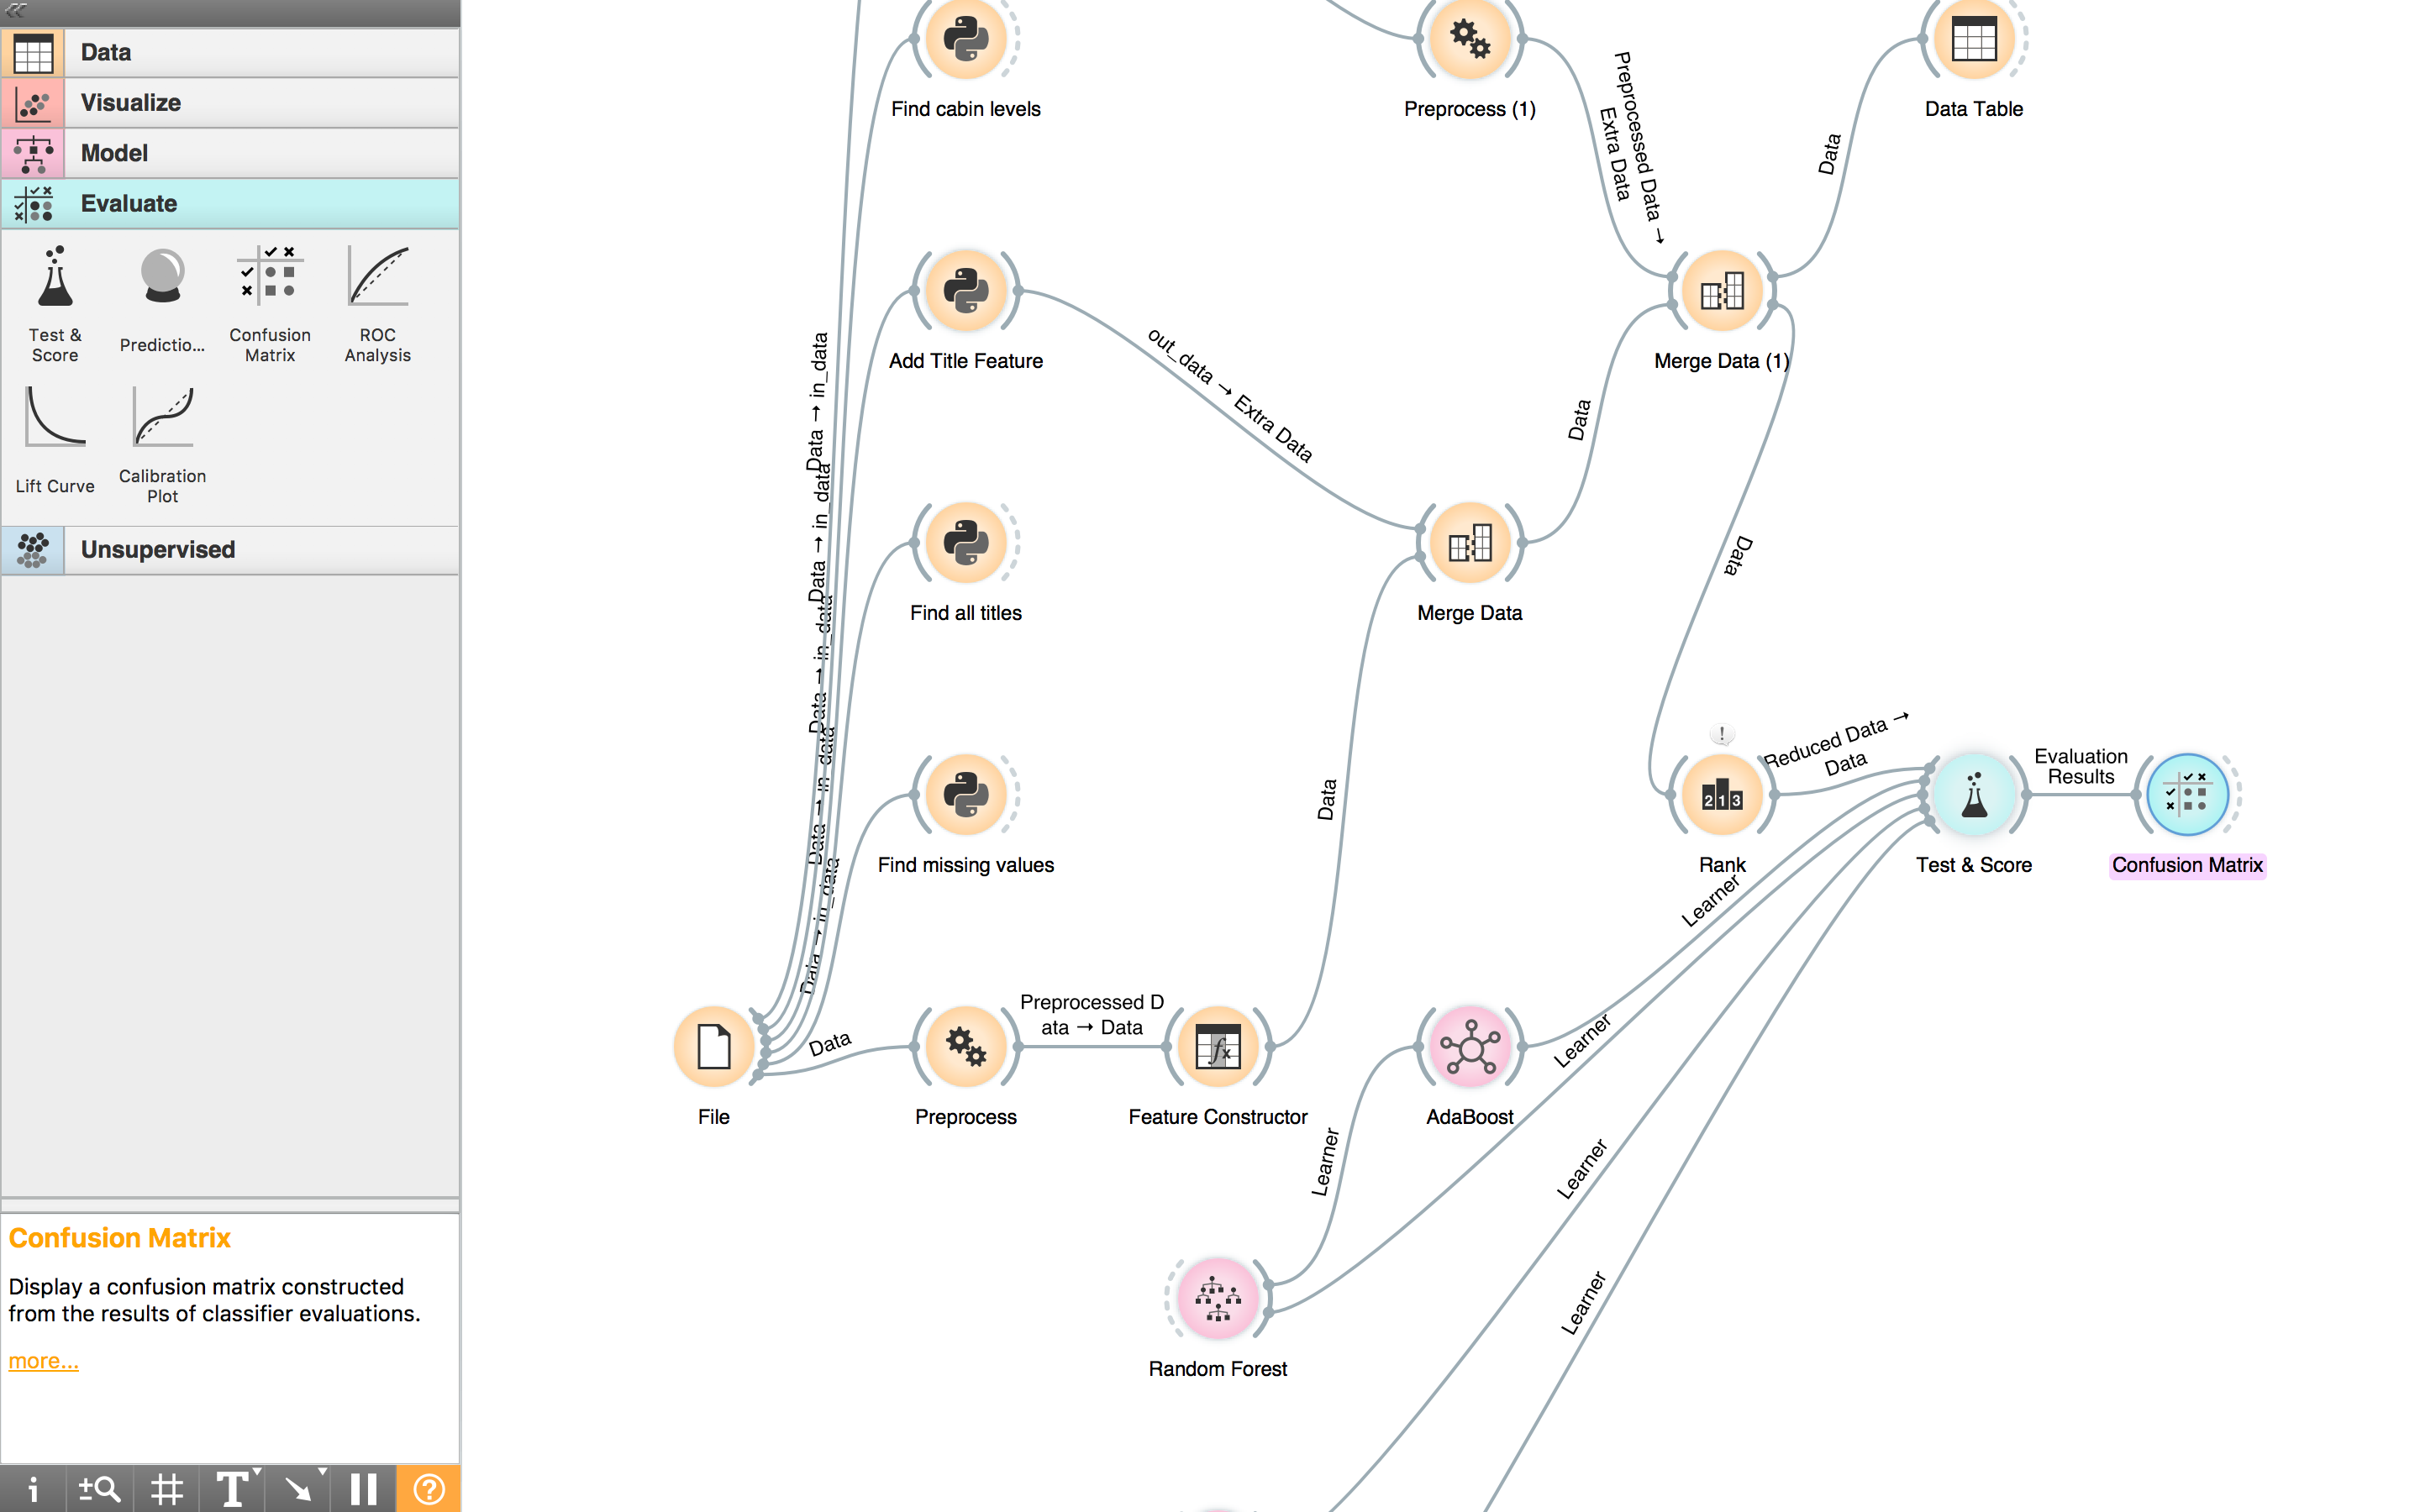 Data
Visualize
Model
Evaluate
Test &
Score
Predictio...
Confusion
Matrix
ROC
Analysis
Lift Curve
Calibration
Plot
Unsupervised
Confusion Matrix
Display a confusion matrix constructed
from the results of classifier evaluations.
more...
Find cabin levels
Preprocess (1)
Data Table
Preprocessed Data →
Extra Data
Data
Add Title Feature
out_data → Extra Data
Merge Data (1)
Data → in_data
Data → in_data
Data → in_data
Data → in_data
Data → in_data
Data
Find all titles
Merge Data
Data
Find missing values
Data
Rank
!
2 1 3
Reduced Data →
Data
Test & Score
Evaluation
Results
Confusion Matrix
Learner
File
Data
Preprocess
Preprocessed D
ata → Data
fx
Feature Constructor
AdaBoost
Learner
Learner
Learner
Learner
Random Forest
i
T
?